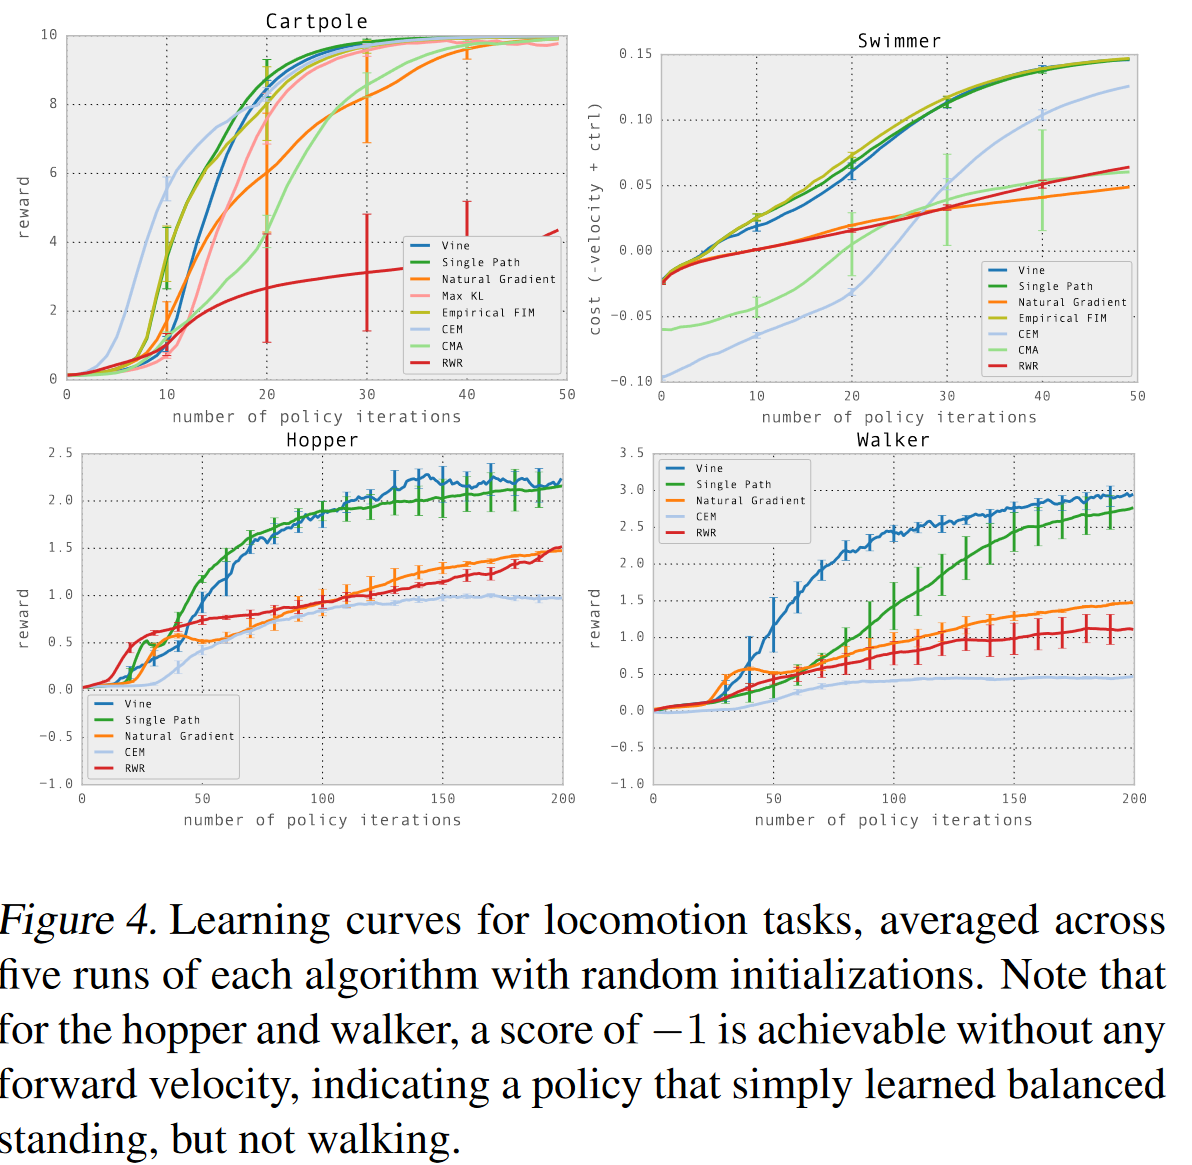 Cartpole
10
8
6
4
2
0
reward
Vine
Single Path
Natural Gradient
Max KL
Empirical FIM
CEM
CMA
RWR
10
20
30
40
50
number of policy iterations
Swimmer
0.15
0.10
0.05
0.00
−0.05
−0.10
cost (-velocity + ctrl)
Vine
Single Path
Natural Gradient
Empirical FIM
CEM
CMA
RWR
0
10
20
30
40
50
number of policy iterations
Hopper
2.5
2.0
1.5
1.0
0.5
0.0
−0.5
−1.0
reward
Vine
Single Path
Natural Gradient
CEM
RWR
0
50
100
150
200
number of policy iterations
Walker
3.5
3.0
2.5
2.0
1.5
1.0
0.5
0.0
−0.5
−1.0
reward
Vine
Single Path
Natural Gradient
CEM
RWR
0
50
100
150
200
number of policy iterations
Figure 4. Learning curves for locomotion tasks, averaged across
five runs of each algorithm with random initializations. Note that
for the hopper and walker, a score of −1 is achievable without any
forward velocity, indicating a policy that simply learned balanced
standing, but not walking.